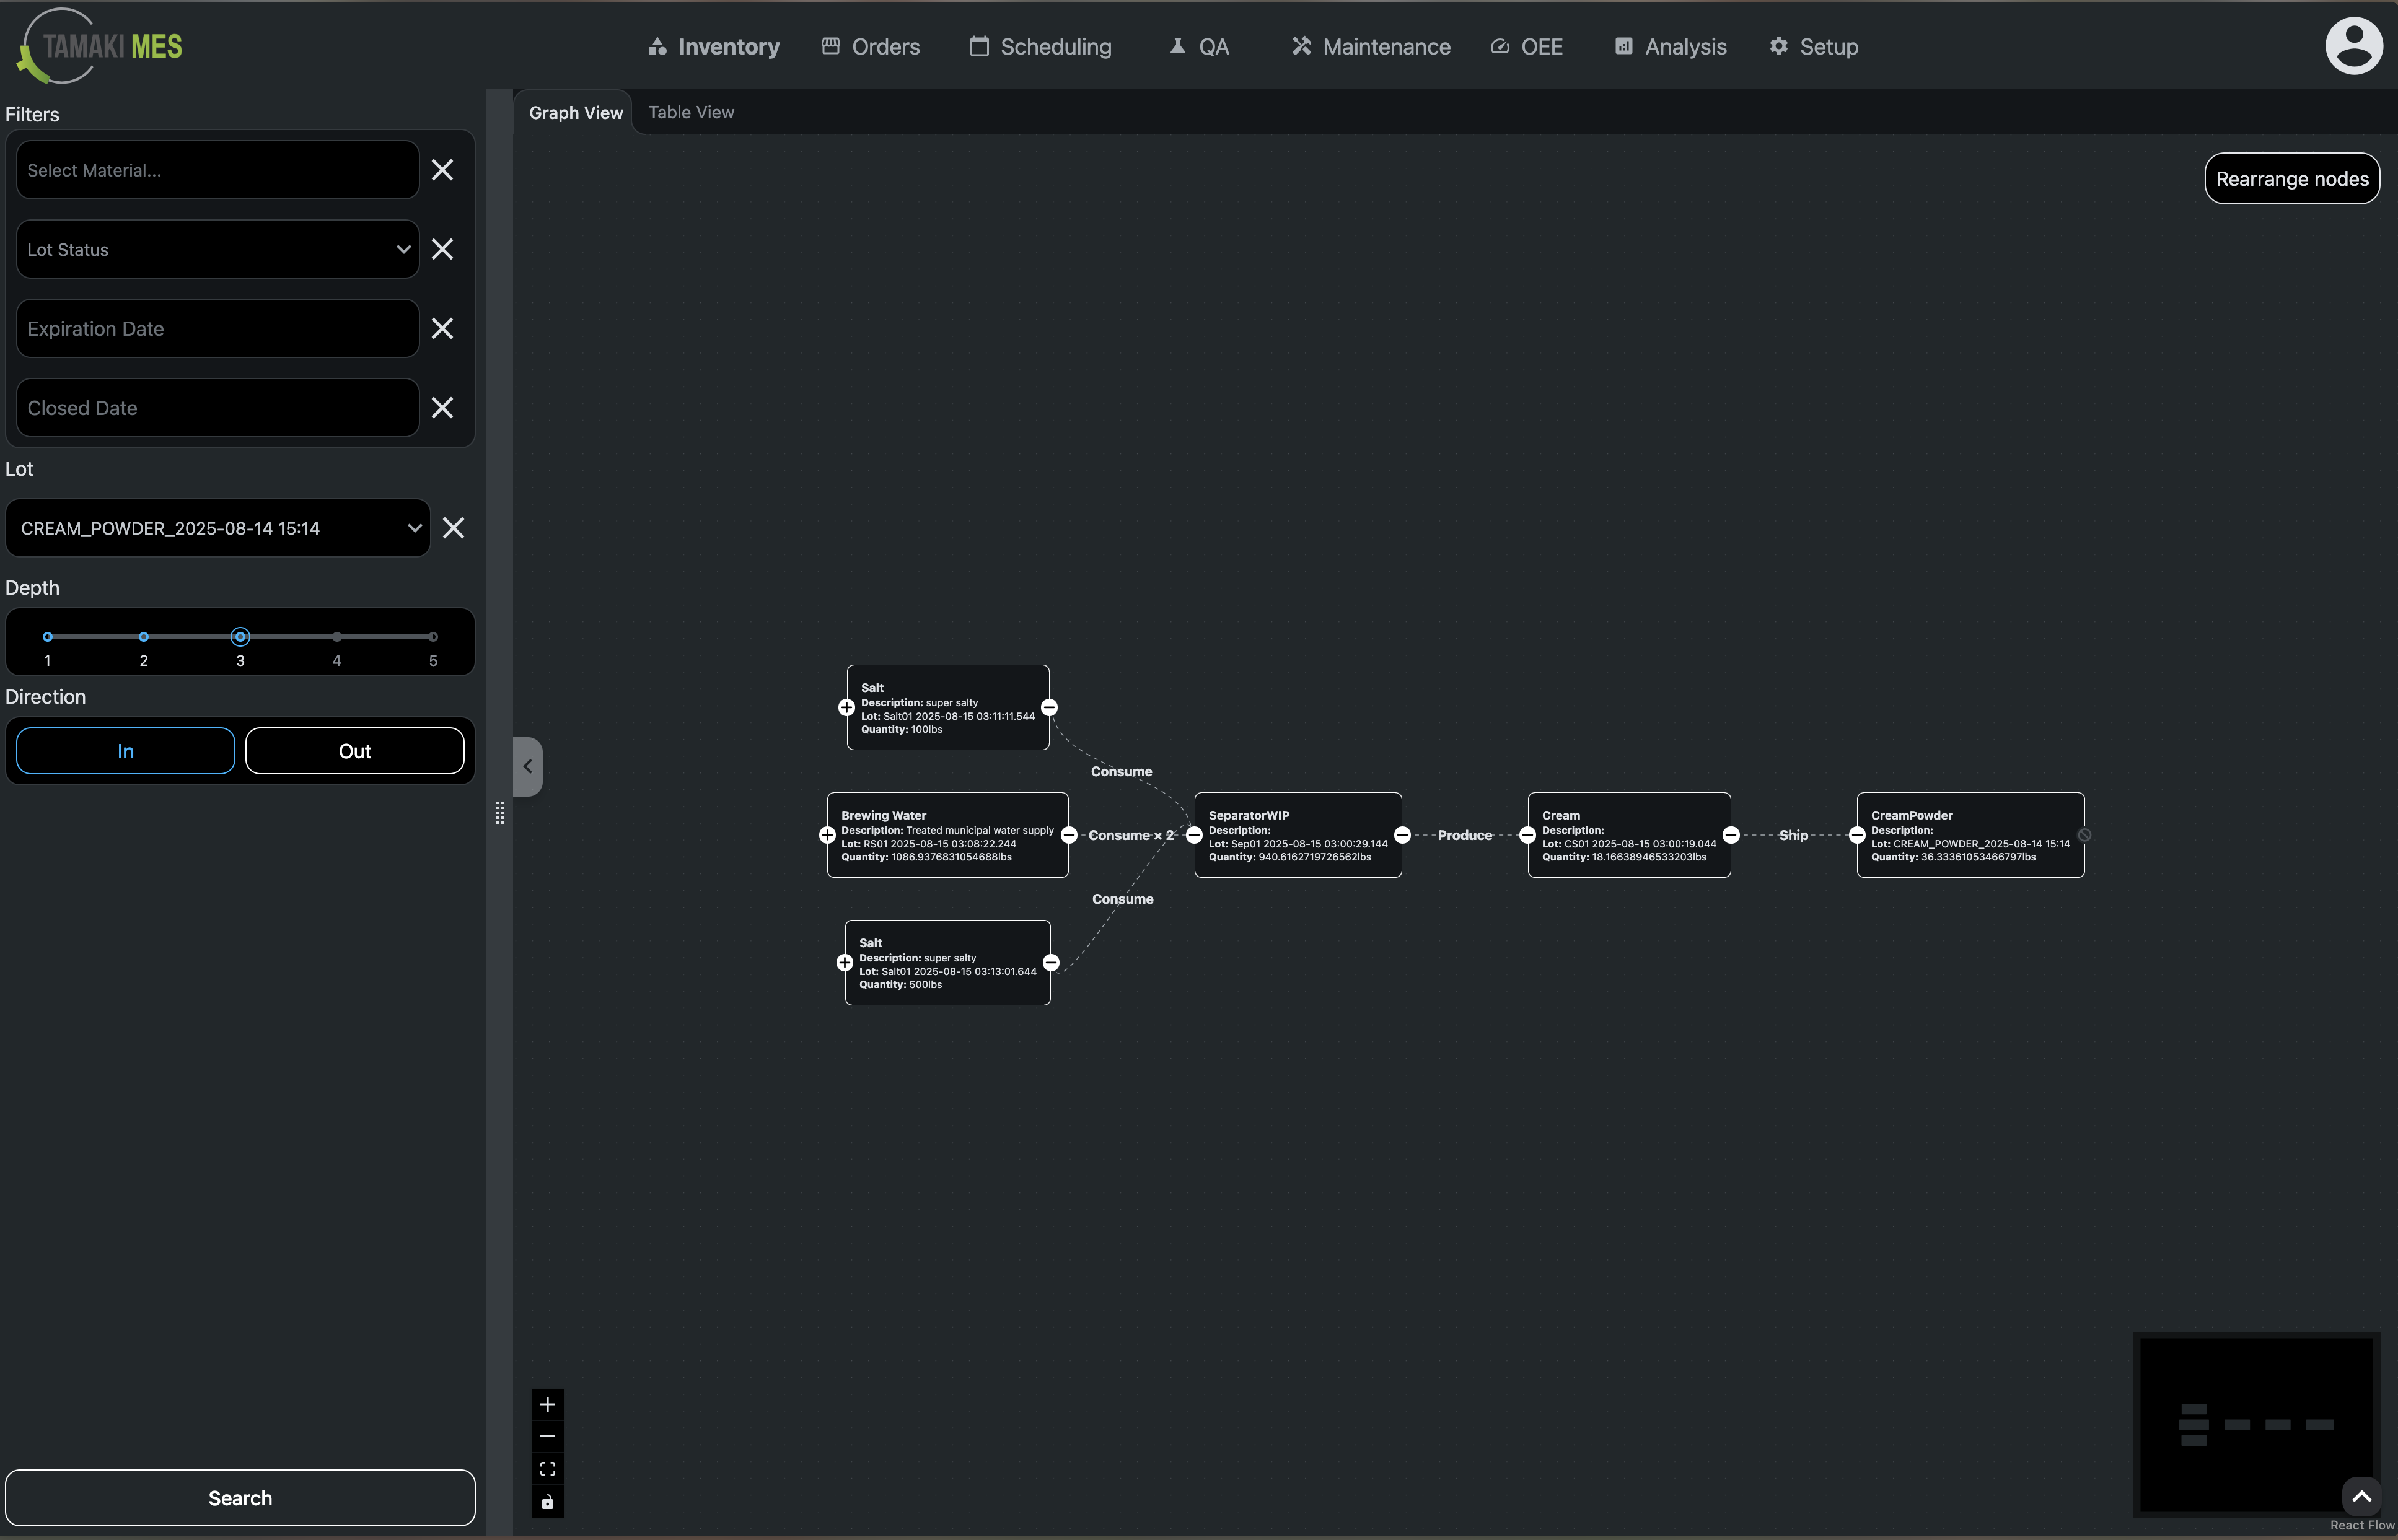 TAMAKI MES
Inventory
Orders
Scheduling
QA
Maintenance
OEE
Analysis
Setup
Filters
Select Material...
Lot Status
Expiration Date
Closed Date
Lot
CREAM_POWDER_2025-08-14 15:14
Depth
1 2 3 4 5
Direction
In
Out
Search
Graph View
Table View
Rearrange nodes
Salt
Description: super salty
Lot: Salt01 2025-08-15 03:11:11.544
Quantity: 100lbs
Consume
Brewing Water
Description: Treated municipal water supply
Lot: RS01 2025-08-15 03:08:22.244
Quantity: 1086.9376831054688lbs
Consume × 2
SeparatorWIP
Description:
Lot: Sep01 2025-08-15 03:00:29.144
Quantity: 940.6162719726562lbs
Produce
Cream
Description:
Lot: CS01 2025-08-15 03:00:19.044
Quantity: 18.16638946533203lbs
Ship
CreamPowder
Description:
Lot: CREAM_POWDER_2025-08-14 15:14
Quantity: 36.33361053466797lbs
Consume
Salt
Description: super salty
Lot: Salt01 2025-08-15 03:13:01.644
Quantity: 500lbs
React Flow